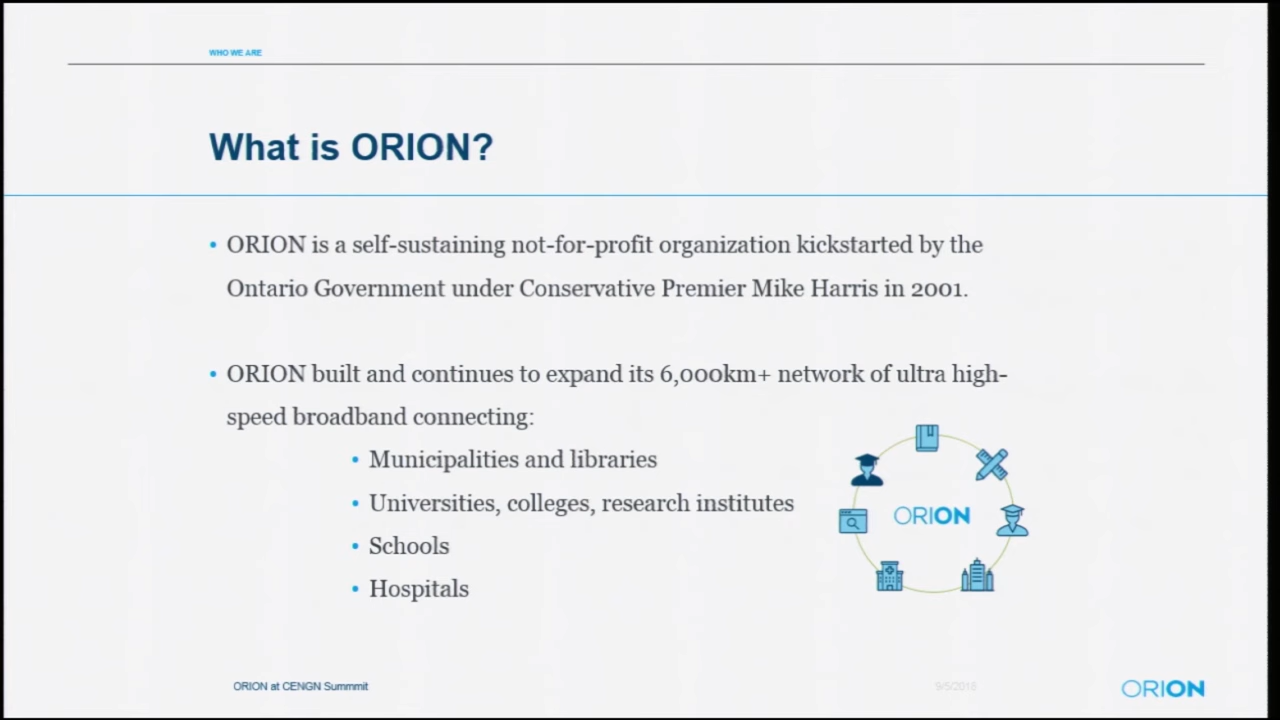 WHO WE ARE
What is ORION?
• ORION is a self-sustaining not-for-profit organization kickstarted by the
Ontario Government under Conservative Premier Mike Harris in 2001.
• ORION built and continues to expand its 6,000km+ network of ultra high-
speed broadband connecting:
• Municipalities and libraries
• Universities, colleges, research institutes
• Schools
• Hospitals
ORION
ORION at CENGN Summmit
9/5/2016
ORION